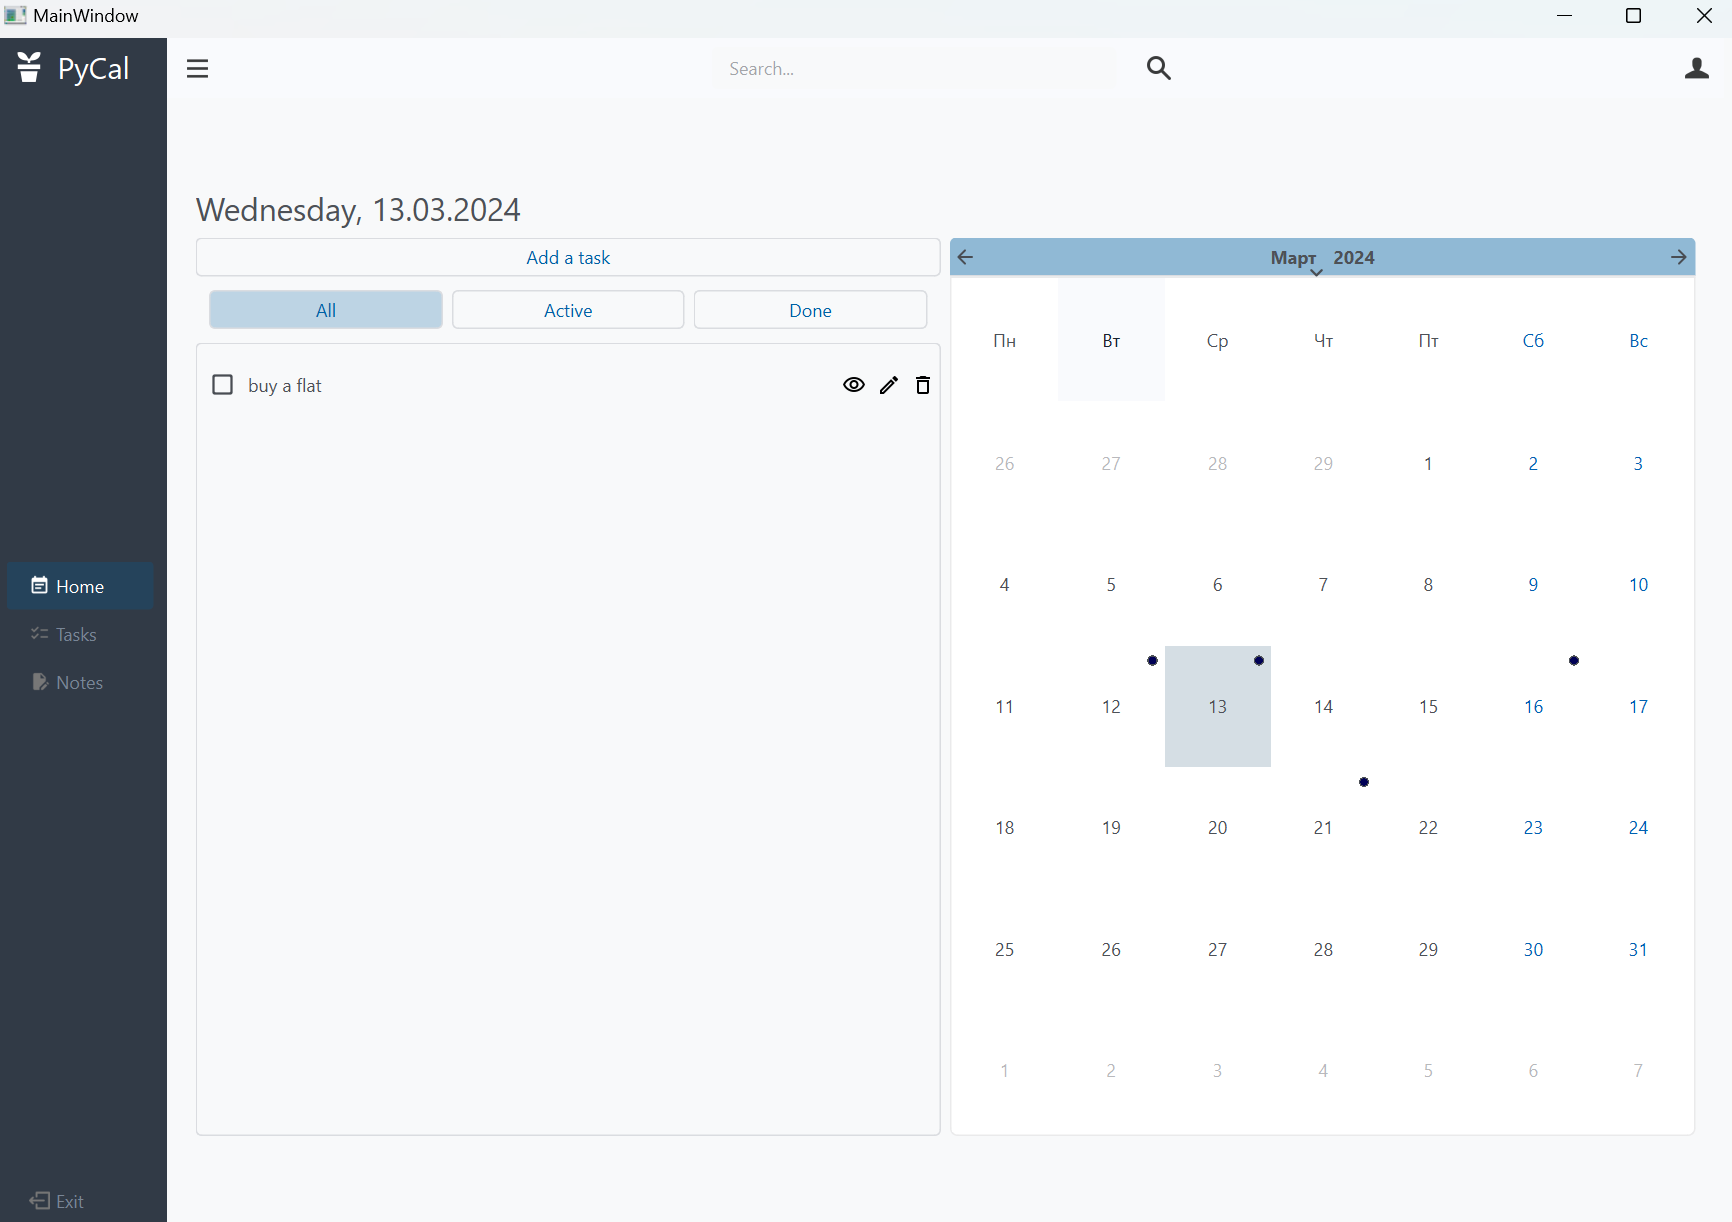 MainWindow
PyCal
Search...
Wednesday, 13.03.2024
Add a task
All Active Done
buy a flat
Март 2024
Пн Вт Ср Чт Пт Сб Вс
26 27 28 29 1 2 3
4 5 6 7 8 9 10
11 12 13 14 15 16 17
18 19 20 21 22 23 24
25 26 27 28 29 30 31
1 2 3 4 5 6 7
Home
Tasks
Notes
Exit